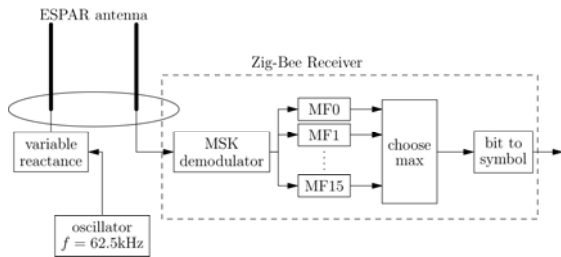 ESPAR antenna
Zig-Bee Receiver
variable
reactance
MSK
demodulator
MF0
MF1
MF15
choose
max
bit to
symbol
oscillator
f = 62.5kHz